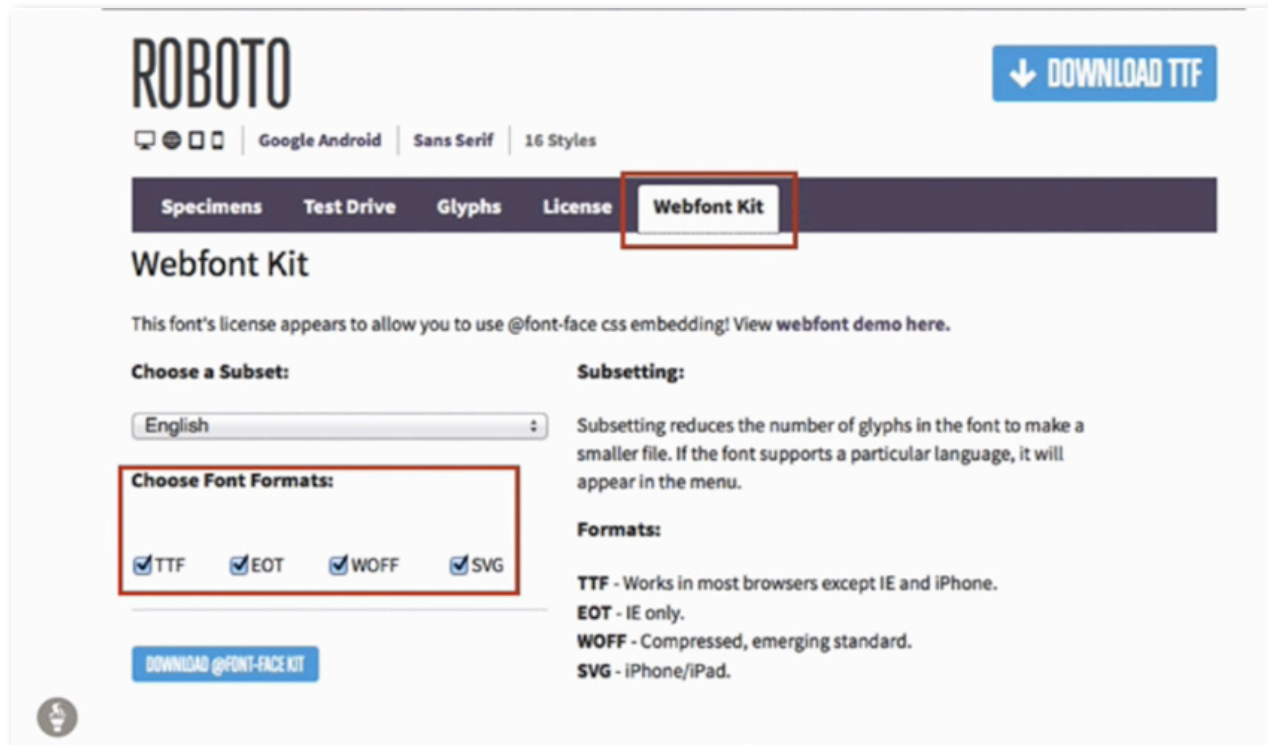 ROBOTO
DOWNLOAD TTF
Google Android Sans Serif 16 Styles
Specimens Test Drive Glyphs License Webfont Kit
Webfont Kit
This font's license appears to allow you to use @font-face css embedding! View webfont demo here.
Choose a Subset:
English
Choose Font Formats:
TTF EOT WOFF SVG
DOWNLOAD @FONT-FACE KIT
Subsetting:
Subsetting reduces the number of glyphs in the font to make a
smaller file. If the font supports a particular language, it will
appear in the menu.
Formats:
TTF - Works in most browsers except IE and iPhone.
EOT - IE only.
WOFF - Compressed, emerging standard.
SVG - iPhone/iPad.